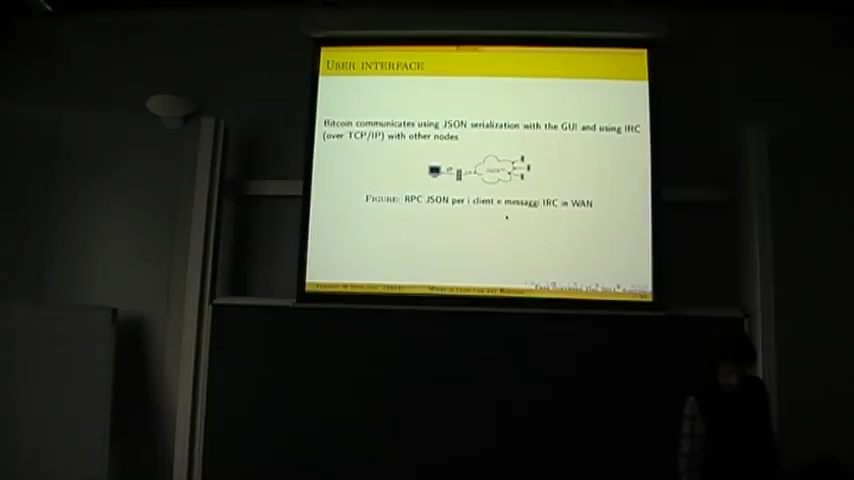 User interface
Bitcoin communicates using JSON serialization with the GUI and using IRC
(over TCP/IP) with other nodes
Figure: RPC JSON per i client e messaggi IRC in WAN